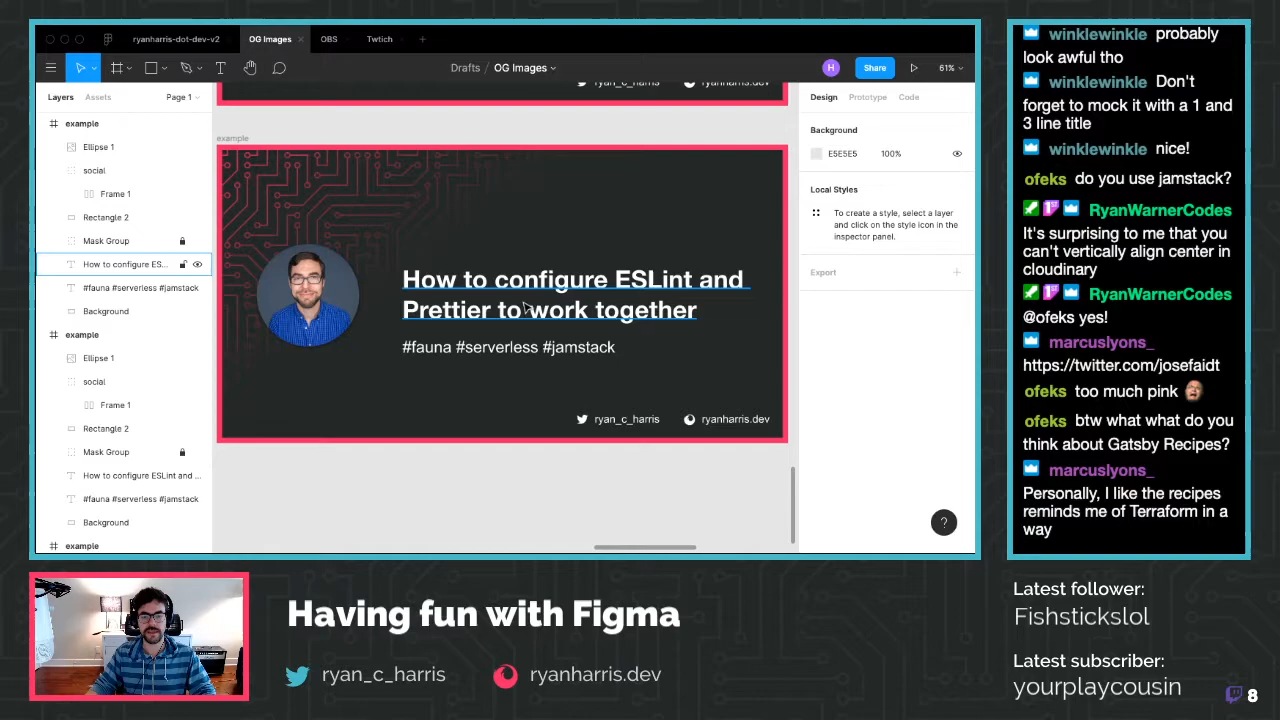 ryanharris-dot-dev-v2
OG Images
OBS
Twtich
Drafts / OG Images
H
Share
61%
Layers
Assets
Page 1
example
Ellipse 1
social
Frame 1
Rectangle 2
Mask Group
How to configure ES...
#fauna #serverless #jamstack
Background
example
Ellipse 1
social
Frame 1
Rectangle 2
Mask Group
How to configure ESLint and ...
#fauna #serverless #jamstack
Background
example
ryan_c_harris
ryanharris.dev
example
How to configure ESLint and
Prettier to work together
#fauna #serverless #jamstack
ryan_c_harris
ryanharris.dev
Design
Prototype
Code
Background
E5E5E5
100%
Local Styles
To create a style, select a layer
and click on the style icon in the
inspector panel.
Export
?
winklewinkle probably
look awful tho
winklewinkle Don't
forget to mock it with a 1 and
3 line title
winklewinkle nice!
ofeks do you use jamstack?
RyanWarnerCodes
It's surprising to me that you
can't vertically align center in
cloudinary
RyanWarnerCodes
@ofeks yes!
marcuslyons_
https://twitter.com/josefaidt
ofeks too much pink
ofeks btw what what do you
think about Gatsby Recipes?
marcuslyons_
Personally, I like the recipes
reminds me of Terraform in a
way
Having fun with Figma
ryan_c_harris
ryanharris.dev
Latest follower:
Fishstickslol
Latest subscriber:
yourplaycousin
8